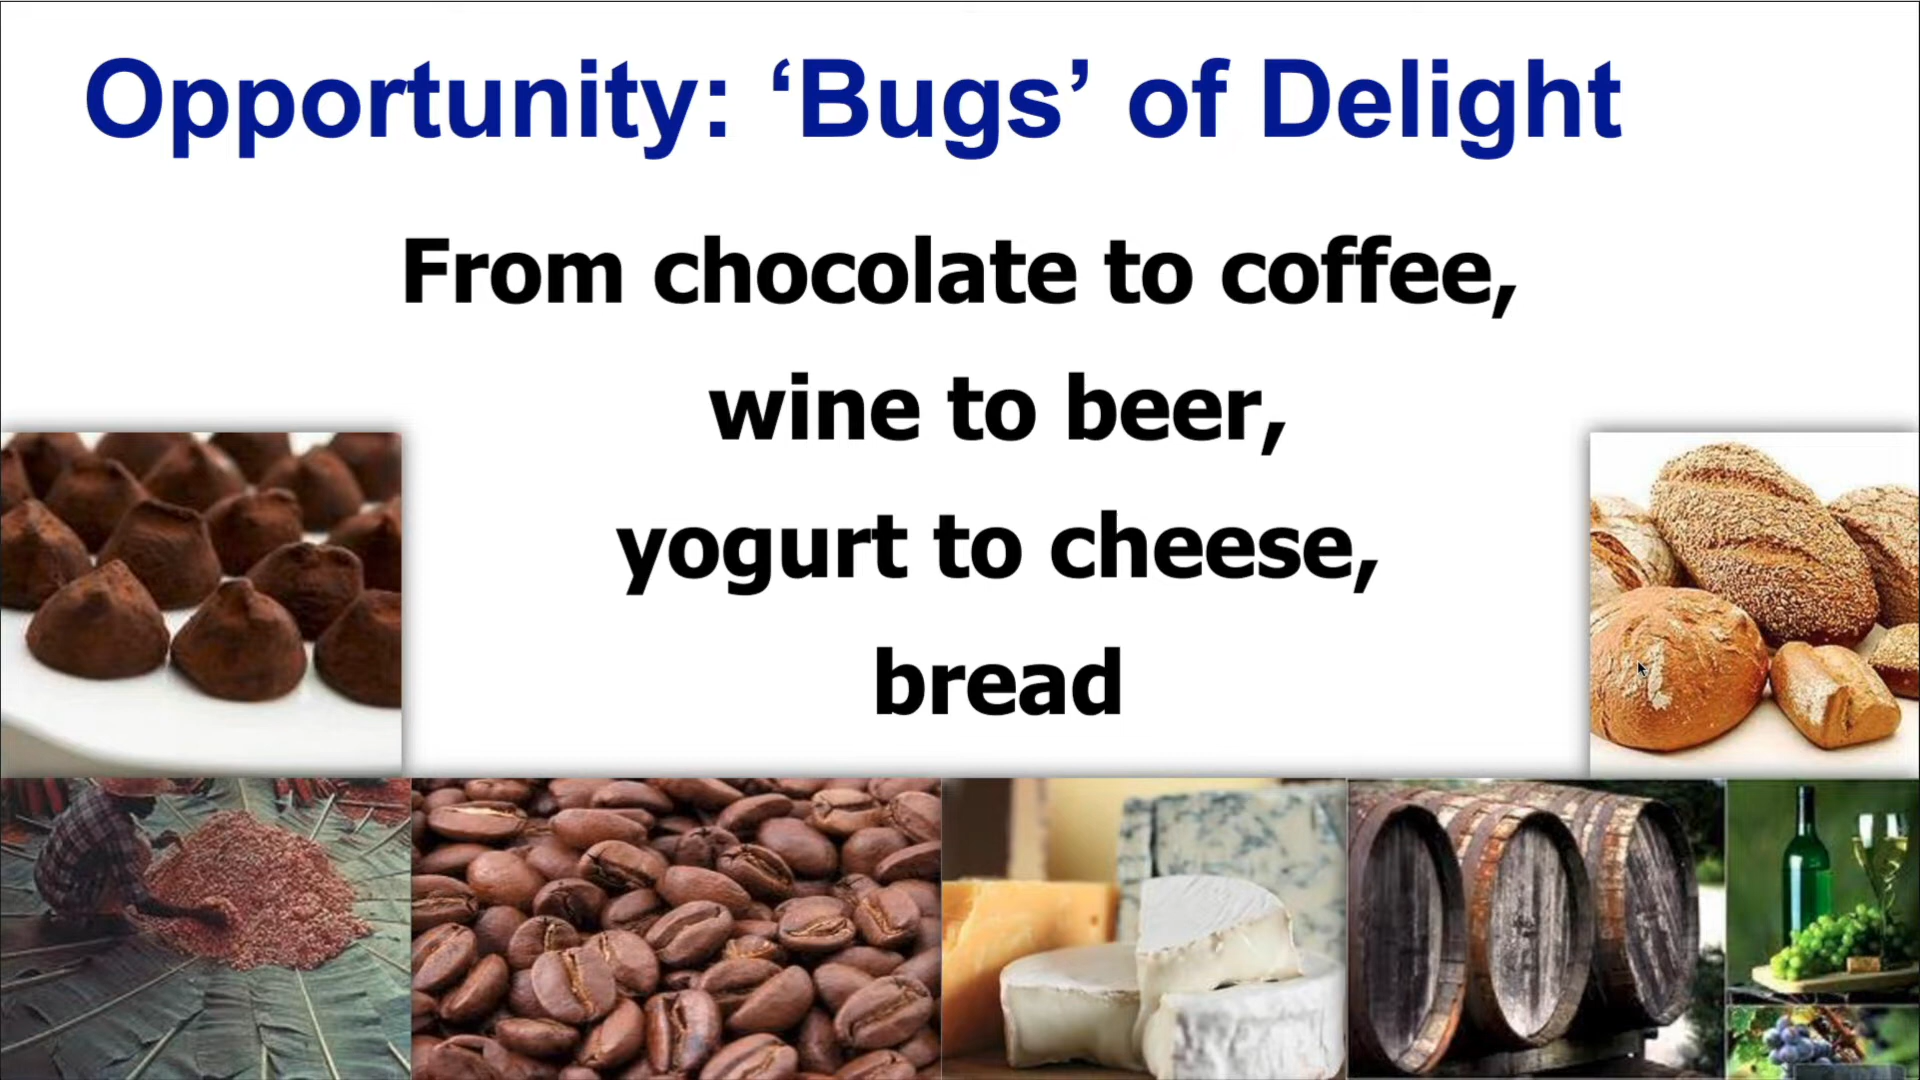 Opportunity: ‘Bugs’ of Delight
From chocolate to coffee,
wine to beer,
yogurt to cheese,
bread